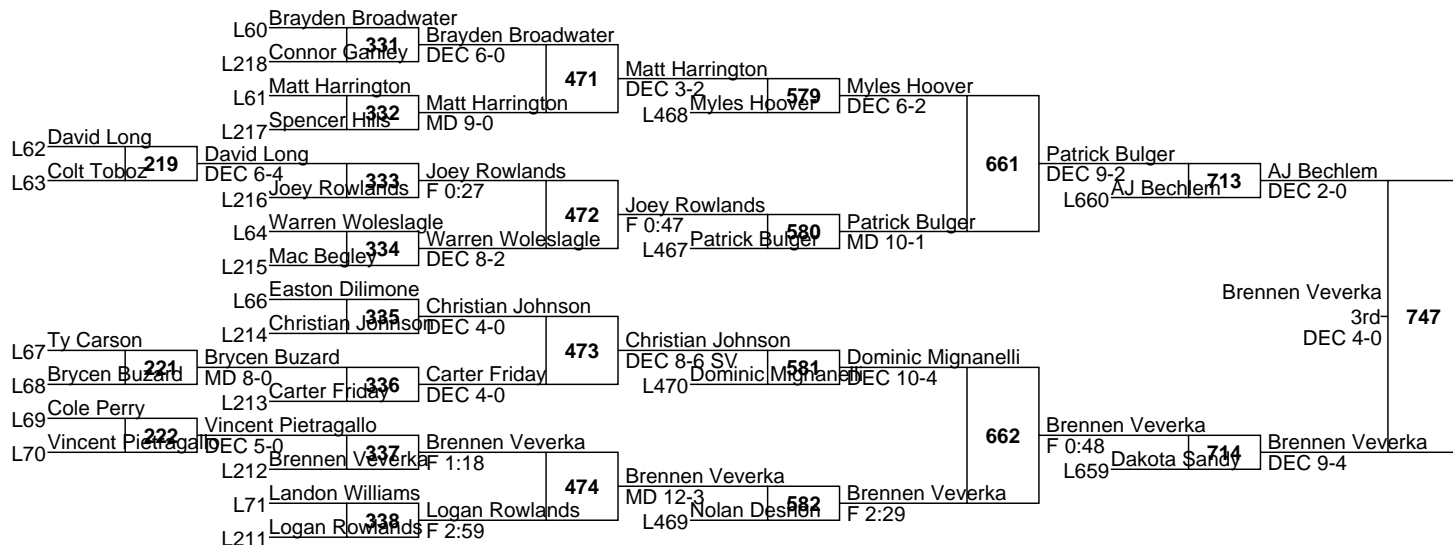 L60 Brayden Broadwater
331 Brayden Broadwater
L218 Connor Ganley
DEC 6-0
471 Matt Harrington
DEC 3-2
L61 Matt Harrington
332 Matt Harrington
L217 Spencer Hills
MD 9-0
L468 Myles Hoover
579 Myles Hoover
DEC 6-2
L62 David Long
219 David Long
L63 Colt Toboz
DEC 6-4
333 Joey Rowlands
L216 Joey Rowlands
F 0:27
661 Patrick Bulger
DEC 9-2
713 AJ Bechlem
L660 AJ Bechlem
DEC 2-0
472 Joey Rowlands
F 0:47
L64 Warren Woleslagle
334 Warren Woleslagle
L215 Mac Begley
DEC 8-2
L467 Patrick Bulger
580 Patrick Bulger
MD 10-1
L66 Easton Dilimone
335 Christian Johnson
L214 Christian Johnson
DEC 4-0
Brennen Veverka
3rd
747
DEC 4-0
473 Christian Johnson
DEC 8-6 SV
L67 Ty Carson
221 Brycen Buzard
L68 Brycen Buzard
MD 8-0
336 Carter Friday
L213 Carter Friday
DEC 4-0
L470 Dominic Mignanelli
581 Dominic Mignanelli
DEC 10-4
L69 Cole Perry
222 Vincent Pietragallo
L70 Vincent Pietragallo
DEC 5-0
337 Brennen Veverka
L212 Brennen Veverka
F 1:18
662 Brennen Veverka
F 0:48
714 Brennen Veverka
L659 Dakota Sandy
DEC 9-4
474 Brennen Veverka
MD 12-3
L71 Landon Williams
338 Logan Rowlands
L211 Logan Rowlands
F 2:59
L469 Nolan Deshon
582 Brennen Veverka
F 2:29